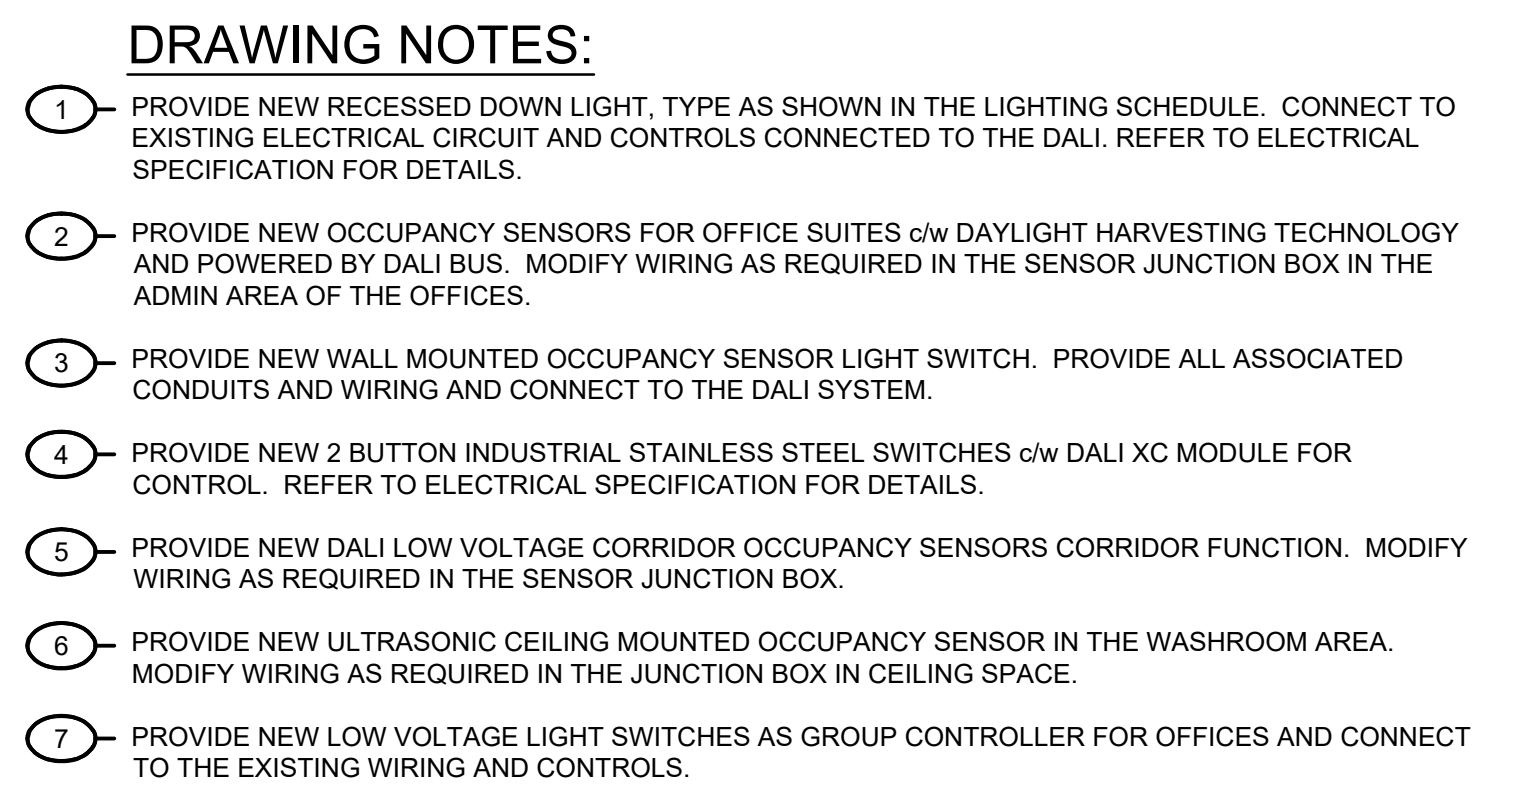 DRAWING NOTES:
1 PROVIDE NEW RECESSED DOWN LIGHT, TYPE AS SHOWN IN THE LIGHTING SCHEDULE.  CONNECT TO
EXISTING ELECTRICAL CIRCUIT AND CONTROLS CONNECTED TO THE DALI. REFER TO ELECTRICAL
SPECIFICATION FOR DETAILS.
2 PROVIDE NEW OCCUPANCY SENSORS FOR OFFICE SUITES c/w DAYLIGHT HARVESTING TECHNOLOGY
AND POWERED BY DALI BUS.  MODIFY WIRING AS REQUIRED IN THE SENSOR JUNCTION BOX IN THE
ADMIN AREA OF THE OFFICES.
3 PROVIDE NEW WALL MOUNTED OCCUPANCY SENSOR LIGHT SWITCH.  PROVIDE ALL ASSOCIATED
CONDUITS AND WIRING AND CONNECT TO THE DALI SYSTEM.
4 PROVIDE NEW 2 BUTTON INDUSTRIAL STAINLESS STEEL SWITCHES c/w DALI XC MODULE FOR
CONTROL.  REFER TO ELECTRICAL SPECIFICATION FOR DETAILS.
5 PROVIDE NEW DALI LOW VOLTAGE CORRIDOR OCCUPANCY SENSORS CORRIDOR FUNCTION.  MODIFY
WIRING AS REQUIRED IN THE SENSOR JUNCTION BOX.
6 PROVIDE NEW ULTRASONIC CEILING MOUNTED OCCUPANCY SENSOR IN THE WASHROOM AREA.
MODIFY WIRING AS REQUIRED IN THE JUNCTION BOX IN CEILING SPACE.
7 PROVIDE NEW LOW VOLTAGE LIGHT SWITCHES AS GROUP CONTROLLER FOR OFFICES AND CONNECT
TO THE EXISTING WIRING AND CONTROLS.